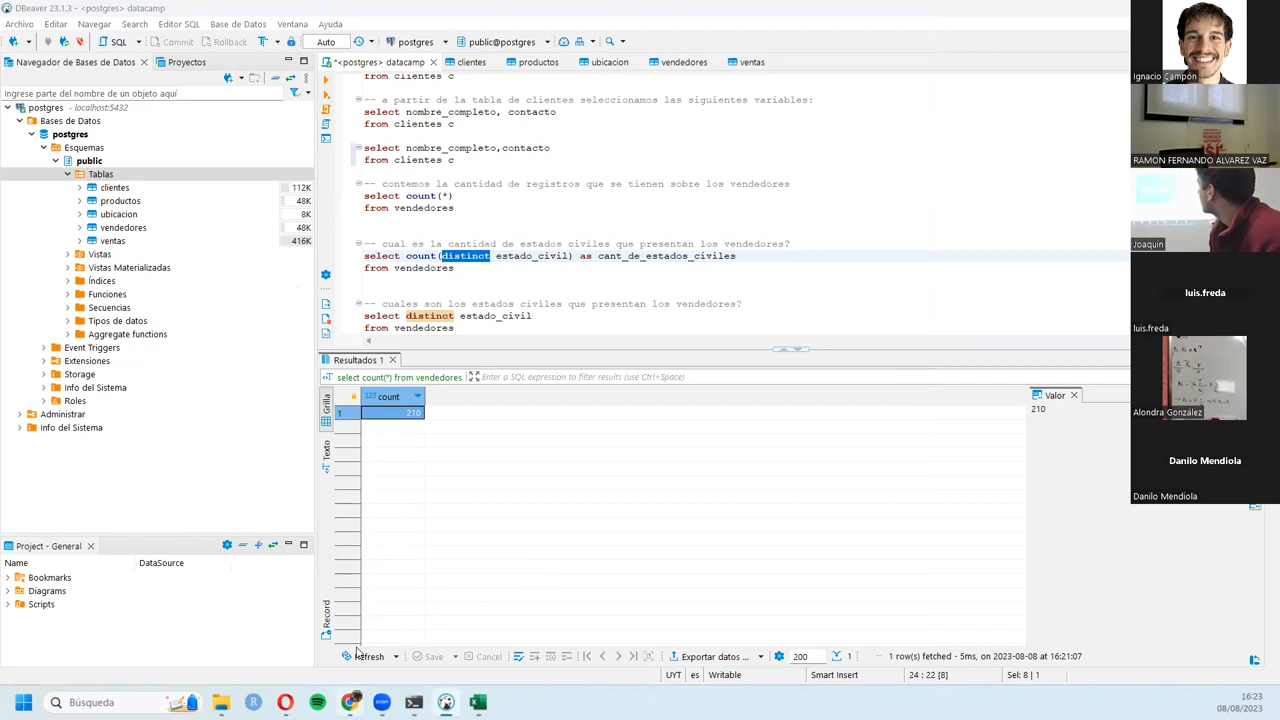 DBeaver 23.1.3 - <postgres> datacamp
Archivo Editar Navegar Search Editor SQL Base de Datos Ventana Ayuda
SQL Commit Rollback Auto postgres public@postgres
Navegador de Bases de Datos Proyectos
*<postgres> datacamp clientes productos ubicacion vendedores ventas
Ingrese parte del nombre de un objeto aquí
postgres - localhost:5432
Bases de Datos
postgres
Esquemas
public
Tablas
clientes 112K
productos 48K
ubicacion 8K
vendedores 48K
ventas 416K
Vistas
Vistas Materializadas
Índices
Funciones
Secuencias
Tipos de datos
Aggregate functions
Event Triggers
Extensiones
Storage
Info del Sistema
Roles
Administrar
Info del Sistema
Project - General
Name DataSource
Bookmarks
Diagrams
Scripts
from clientes c
-- a partir de la tabla de clientes seleccionamos las siguientes variables:
select nombre_completo, contacto
from clientes c
select nombre_completo,contacto
from clientes c
-- contemos la cantidad de registros que se tienen sobre los vendedores
select count(*)
from vendedores
-- cual es la cantidad de estados civiles que presentan los vendedores?
select count(distinct estado_civil) as cant_de_estados_civiles
from vendedores
-- cuales son los estados civiles que presentan los vendedores?
select distinct estado_civil
from vendedores
Resultados 1
select count(*) from vendedores Enter a SQL expression to filter results (use Ctrl+Space)
Grilla
Texto
Record
123 count
1 210
Valor
210
Refresh Save Cancel Exportar datos ... 200 1 1 row(s) fetched - 5ms, on 2023-08-08 at 16:21:07
UYT es Writable Smart Insert 24 : 22 [8] Sel: 8 | 1
Ignacio Campón
RAMON FERNANDO ALVAREZ VAZ
Joaquin
luis.freda
luis.freda
Alondra González
Danilo Mendiola
Danilo Mendiola
Búsqueda
16:23
08/08/2023